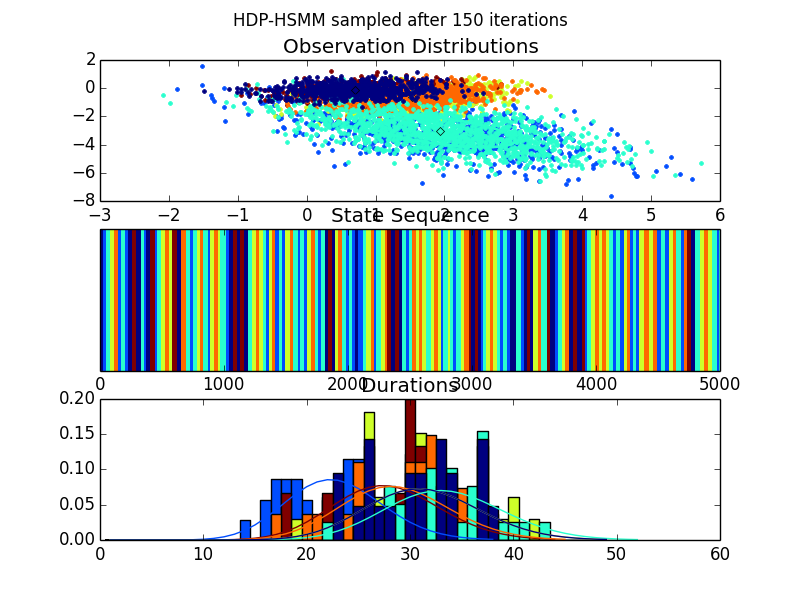 HDP-HSMM sampled after 150 iterations
Observation Distributions
2
0
−2
−4
−6
−8
−3 −2 −1 0 1 2 3 4 5 6
State Sequence
0 1000 2000 3000 4000 5000
Durations
0.20
0.15
0.10
0.05
0.00
0 10 20 30 40 50 60